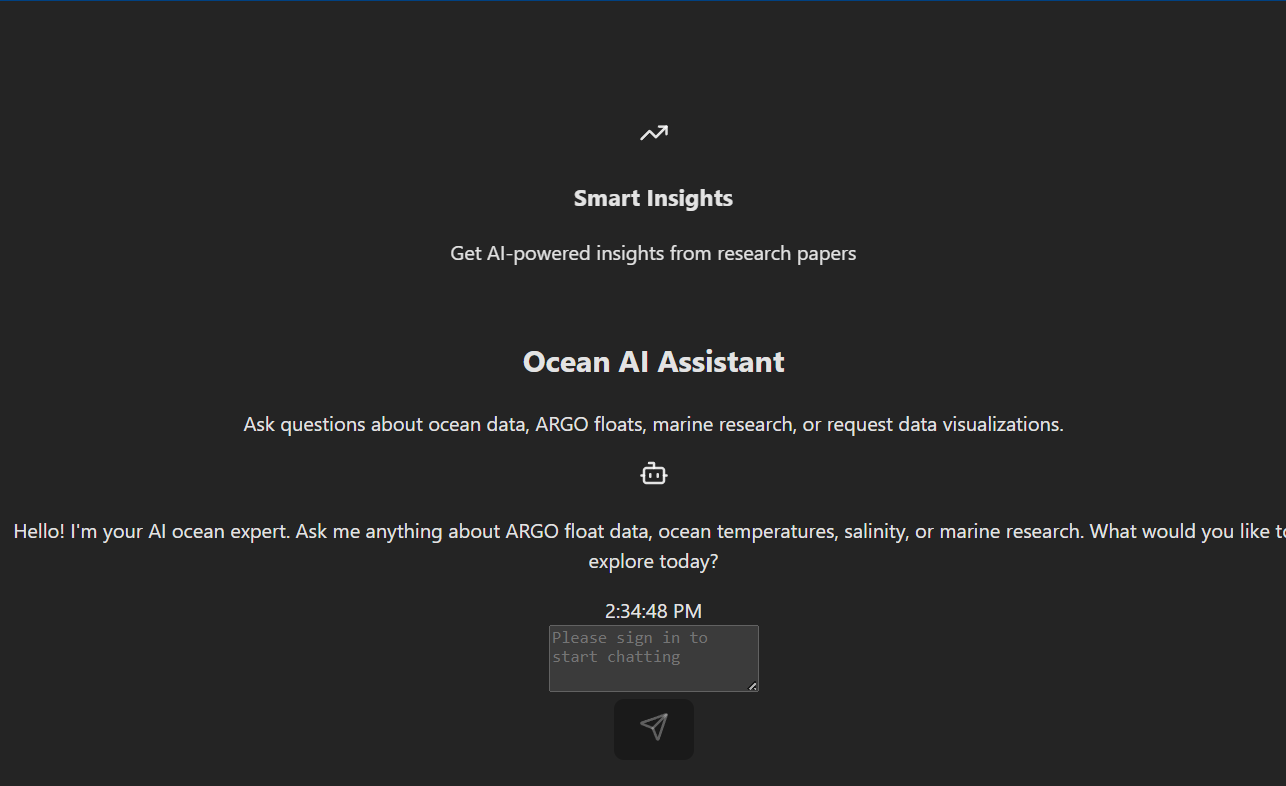 Smart Insights
Get AI-powered insights from research papers
Ocean AI Assistant
Ask questions about ocean data, ARGO floats, marine research, or request data visualizations.
Hello! I'm your AI ocean expert. Ask me anything about ARGO float data, ocean temperatures, salinity, or marine research. What would you like to
explore today?
2:34:48 PM
Please sign in to
start chatting